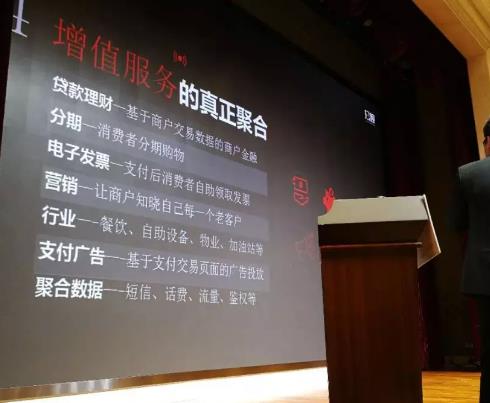 增值服务的真正聚合
贷款理财—基于商户交易数据的商户金融
分期—消费者分期购物
电子发票—支付后消费者自助领取发票
营销—让商户知晓自己每一个老客户
行业—餐饮、自助设备、物业、加油站等
支付广告—基于支付交易页面的广告投放
聚合数据—短信、话费、流量、鉴权等